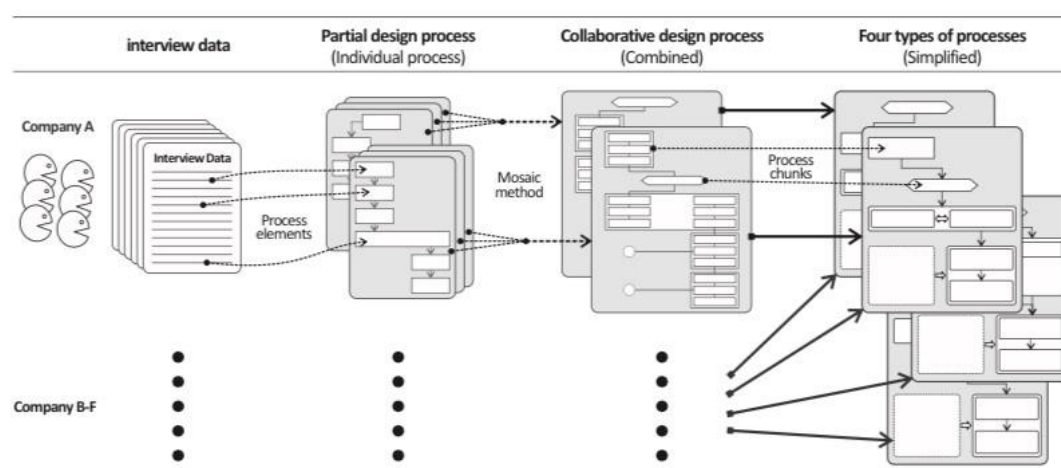 interview data
Partial design process
(Individual process)
Collaborative design process
(Combined)
Four types of processes
(Simplified)
Company A
Interview Data
Process
elements
Mosaic
method
Process
chunks
Company B-F